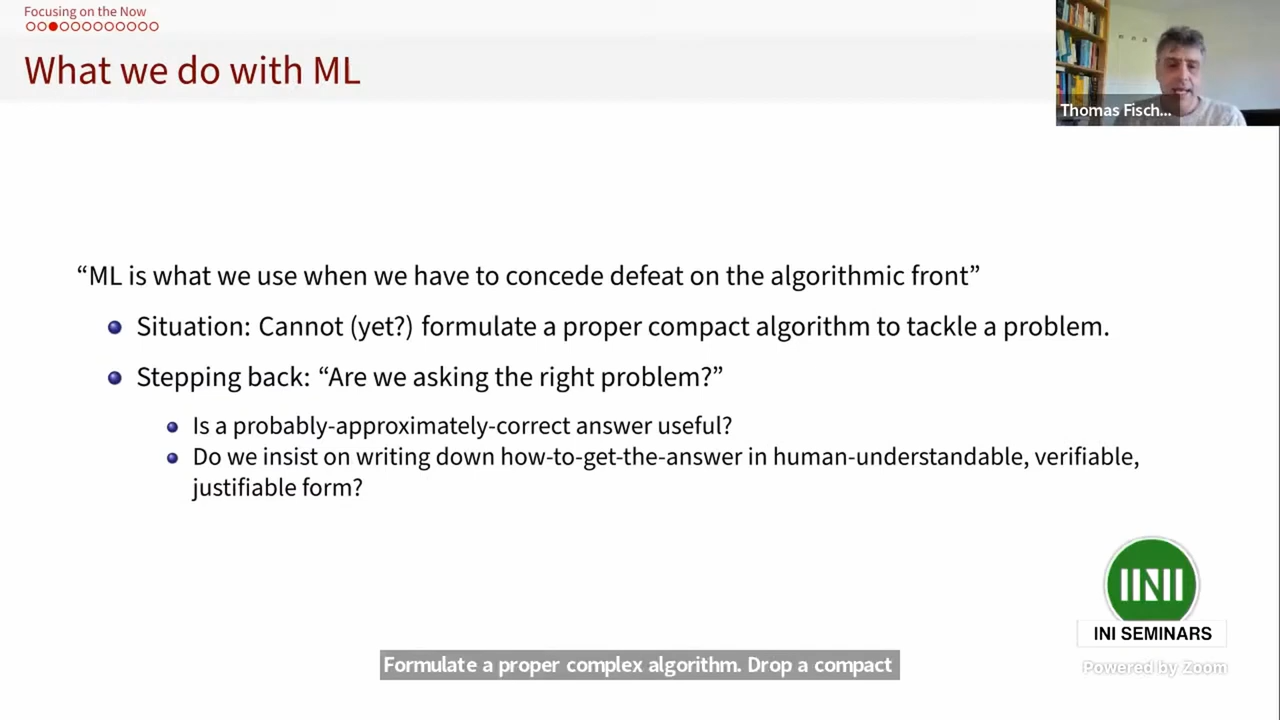 Focusing on the Now
What we do with ML
Thomas Fisch...
“ML is what we use when we have to concede defeat on the algorithmic front”
Situation: Cannot (yet?) formulate a proper compact algorithm to tackle a problem.
Stepping back: “Are we asking the right problem?”
Is a probably-approximately-correct answer useful?
Do we insist on writing down how-to-get-the-answer in human-understandable, verifiable,
justifiable form?
INI
INI SEMINARS
Formulate a proper complex algorithm. Drop a compact
Powered by Zoom